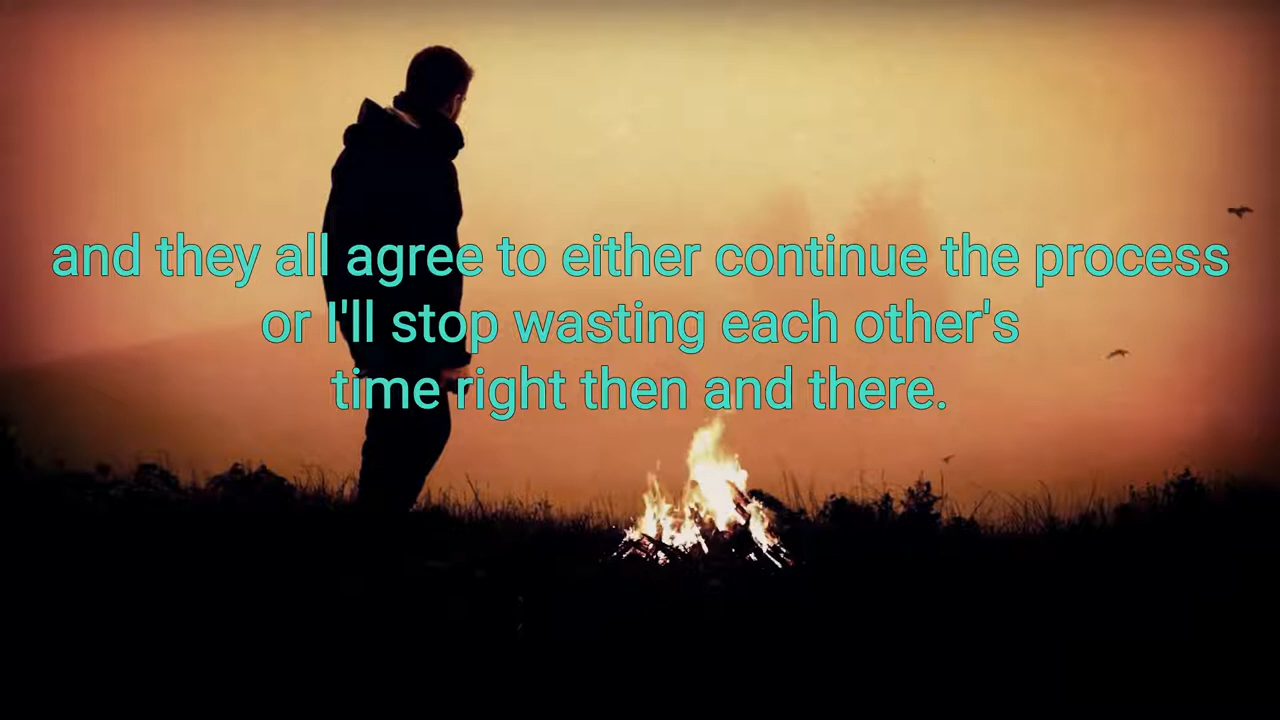 and they all agree to either continue the process
or I'll stop wasting each other's
time right then and there.